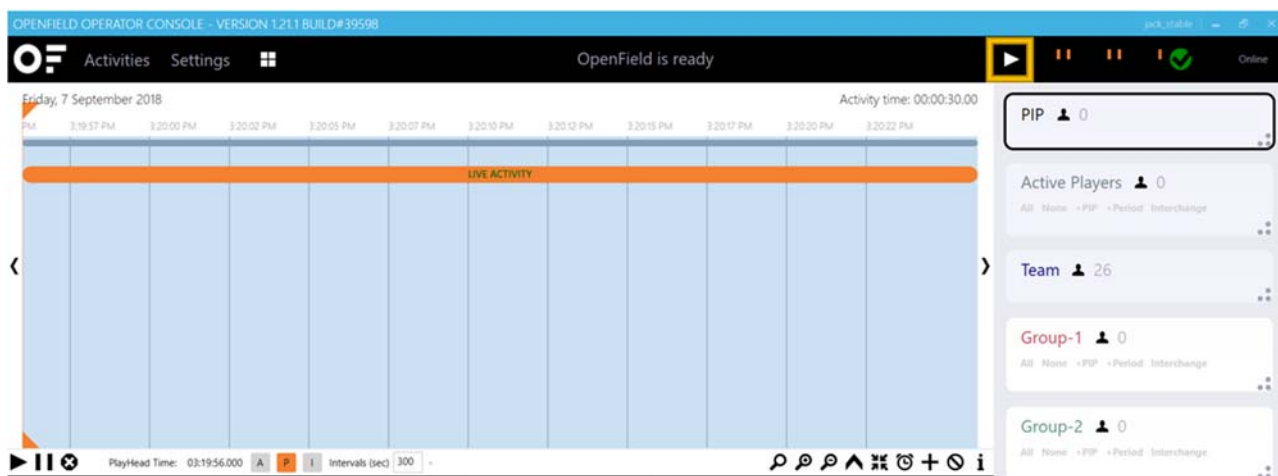 OPENFIELD OPERATOR CONSOLE - VERSION 1.21.1 BUILD#39598 jack_stable
OF Activities Settings OpenField is ready Online
Friday, 7 September 2018 Activity time: 00:00:30.00
PM 3:19:57 PM 3:20:00 PM 3:20:02 PM 3:20:05 PM 3:20:07 PM 3:20:10 PM 3:20:12 PM 3:20:15 PM 3:20:17 PM 3:20:20 PM 3:20:22 PM
LIVE ACTIVITY
PIP 0
Active Players 0
All None +PIP +Period Interchange
Team 26
Group-1 0
All None +PIP +Period Interchange
Group-2 0
All None +PIP +Period Interchange
PlayHead Time: 03:19:56.000 A P I Intervals (sec) 300